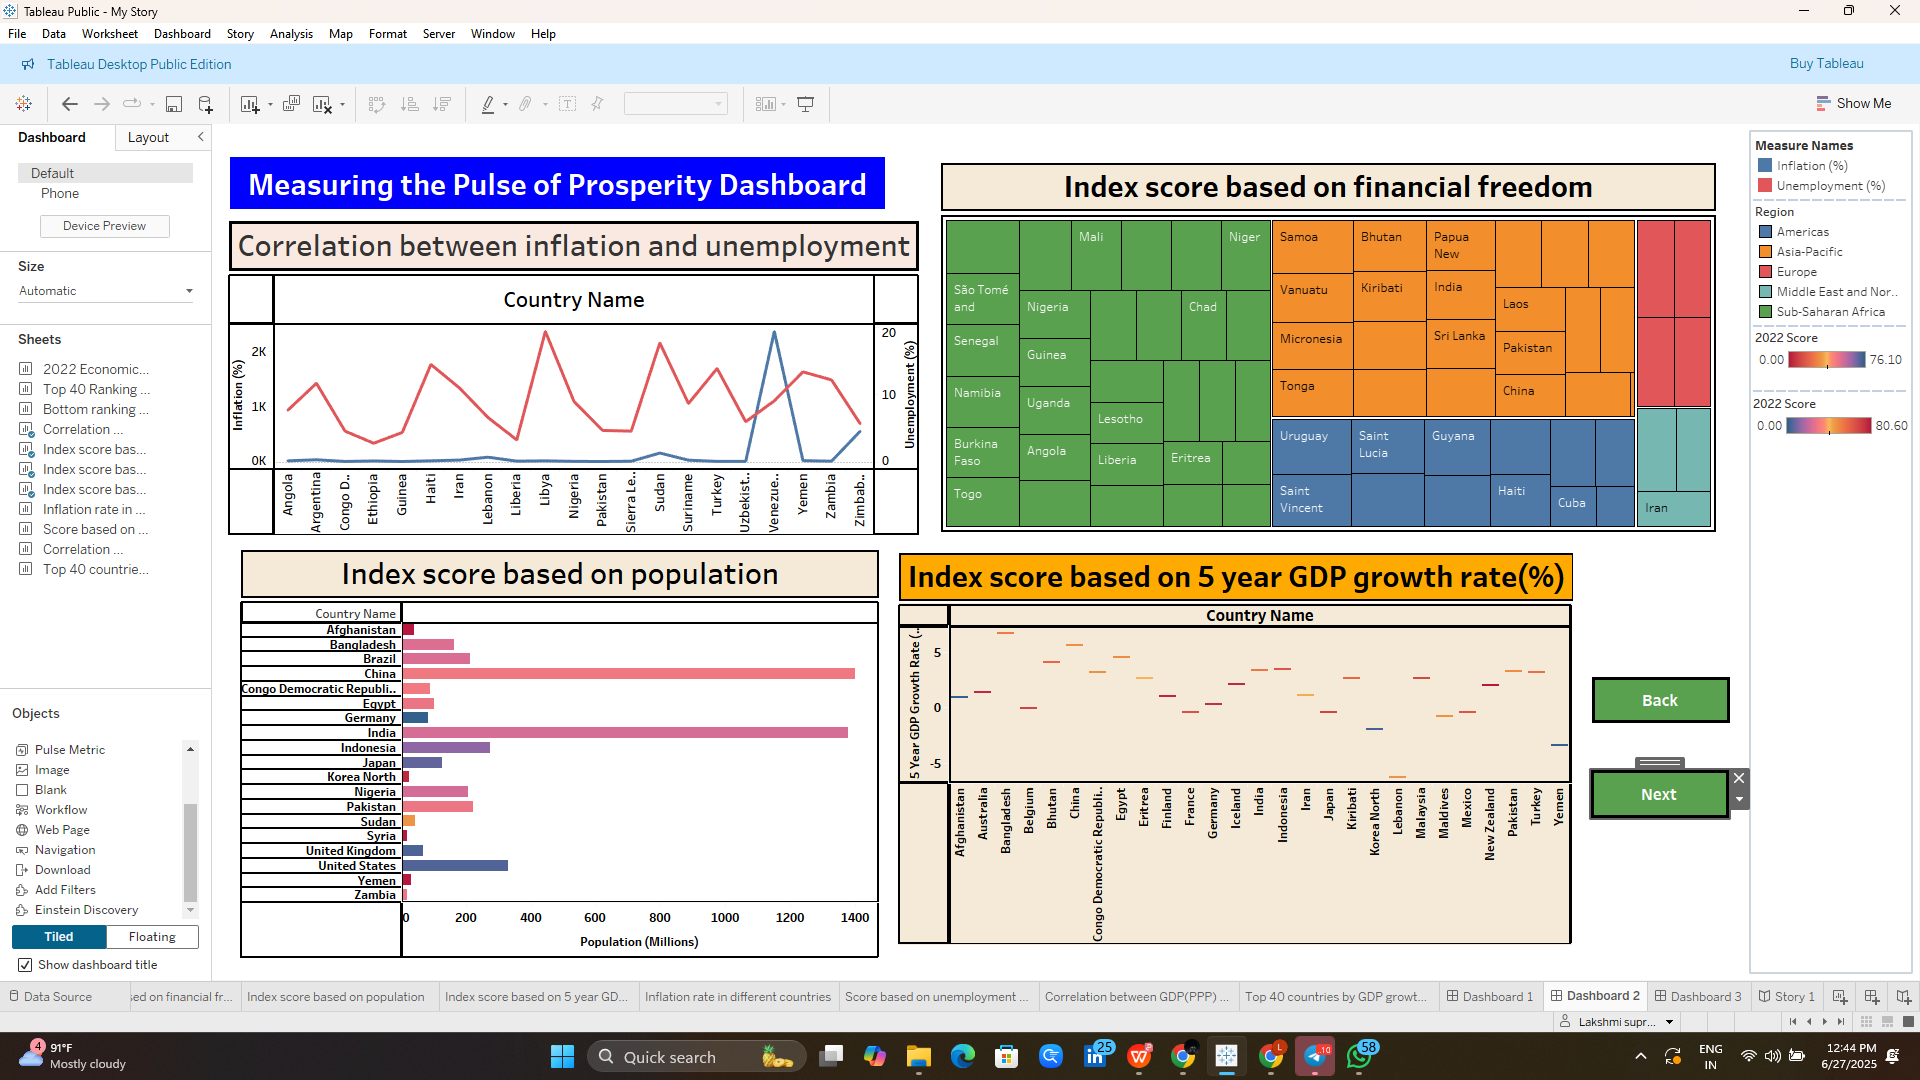 Tableau Public - My Story
File Data Worksheet Dashboard Story Analysis Map Format Server Window Help
Tableau Desktop Public Edition
Buy Tableau
Show Me
Dashboard
Layout
Default
Phone
Device Preview
Size
Automatic
Sheets
2022 Economic...
Top 40 Ranking ...
Bottom ranking ...
Correlation ...
Index score bas...
Index score bas...
Index score bas...
Inflation rate in ...
Score based on ...
Correlation ...
Top 40 countrie...
Objects
Pulse Metric
Image
Blank
Workflow
Web Page
Navigation
Download
Add Filters
Einstein Discovery
Tiled
Floating
Show dashboard title
Measuring the Pulse of Prosperity Dashboard
Correlation between inflation and unemployment
Country Name
Inflation (%)
2K
1K
0K
20
10
0
Unemployment (%)
Angola
Argentina
Congo D..
Ethiopia
Guinea
Haiti
Iran
Lebanon
Liberia
Libya
Nigeria
Pakistan
Sierra Le..
Sudan
Suriname
Turkey
Uzbekist..
Venezue..
Yemen
Zambia
Zimbab..
Index score based on financial freedom
Mali
Niger
São Tomé
and
Nigeria
Chad
Senegal
Guinea
Namibia
Uganda
Lesotho
Burkina
Faso
Angola
Liberia
Eritrea
Togo
Samoa
Bhutan
Papua
New
Vanuatu
Kiribati
India
Laos
Micronesia
Sri Lanka
Pakistan
Tonga
China
Uruguay
Saint
Lucia
Guyana
Saint
Vincent
Haiti
Cuba
Iran
Index score based on population
Country Name
Afghanistan
Bangladesh
Brazil
China
Congo Democratic Republi..
Egypt
Germany
India
Indonesia
Japan
Korea North
Nigeria
Pakistan
Sudan
Syria
United Kingdom
United States
Yemen
Zambia
0 200 400 600 800 1000 1200 1400
Population (Millions)
Index score based on 5 year GDP growth rate(%)
Country Name
5 Year GDP Growth Rate (..
5
0
-5
Afghanistan
Australia
Bangladesh
Belgium
Bhutan
China
Congo Democratic Republi..
Egypt
Eritrea
Finland
France
Germany
Iceland
India
Indonesia
Iran
Japan
Kiribati
Korea North
Lebanon
Malaysia
Maldives
Mexico
New Zealand
Pakistan
Turkey
Yemen
Back
Next
Measure Names
Inflation (%)
Unemployment (%)
Region
Americas
Asia-Pacific
Europe
Middle East and Nor..
Sub-Saharan Africa
2022 Score
0.00 76.10
2022 Score
0.00 80.60
Data Source
sed on financial fr...
Index score based on population
Index score based on 5 year GD...
Inflation rate in different countries
Score based on unemployment ...
Correlation between GDP(PPP) ...
Top 40 countries by GDP growt...
Dashboard 1
Dashboard 2
Dashboard 3
Story 1
Lakshmi supr...
4
91°F
Mostly cloudy
Quick search
25
L
10
58
ENG
IN
12:44 PM
6/27/2025